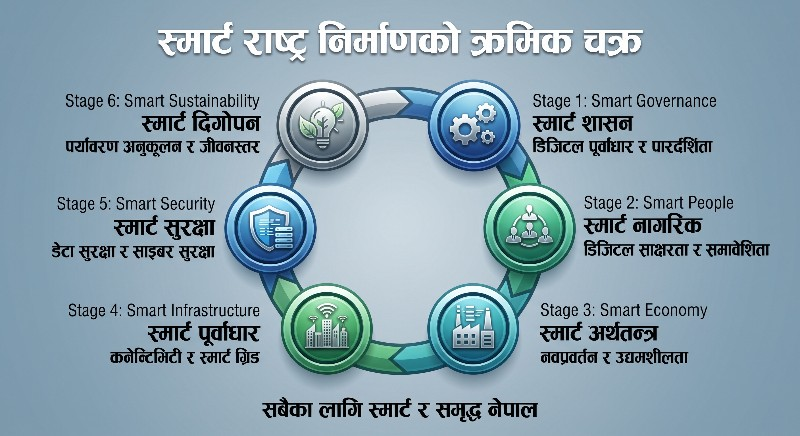 स्मार्ट राष्ट्र निर्माणको क्रमिक चक्र
Stage 1: Smart Governance
स्मार्ट शासन
डिजिटल पूर्वाधार र पारदर्शिता
Stage 2: Smart People
स्मार्ट नागरिक
डिजिटल साक्षरता र समावेशिता
Stage 3: Smart Economy
स्मार्ट अर्थतन्त्र
नवप्रवर्तन र उद्यमशीलता
Stage 4: Smart Infrastructure
स्मार्ट पूर्वाधार
कनेन्टिमिटी र स्मार्ट ग्रिड
Stage 5: Smart Security
स्मार्ट सुरक्षा
डेटा सुरक्षा र साइबर सुरक्षा
Stage 6: Smart Sustainability
स्मार्ट दिगोपन
पर्यावरण अनुकूलन र जीवनस्तर
सबैका लागि स्मार्ट र समृद्ध नेपाल